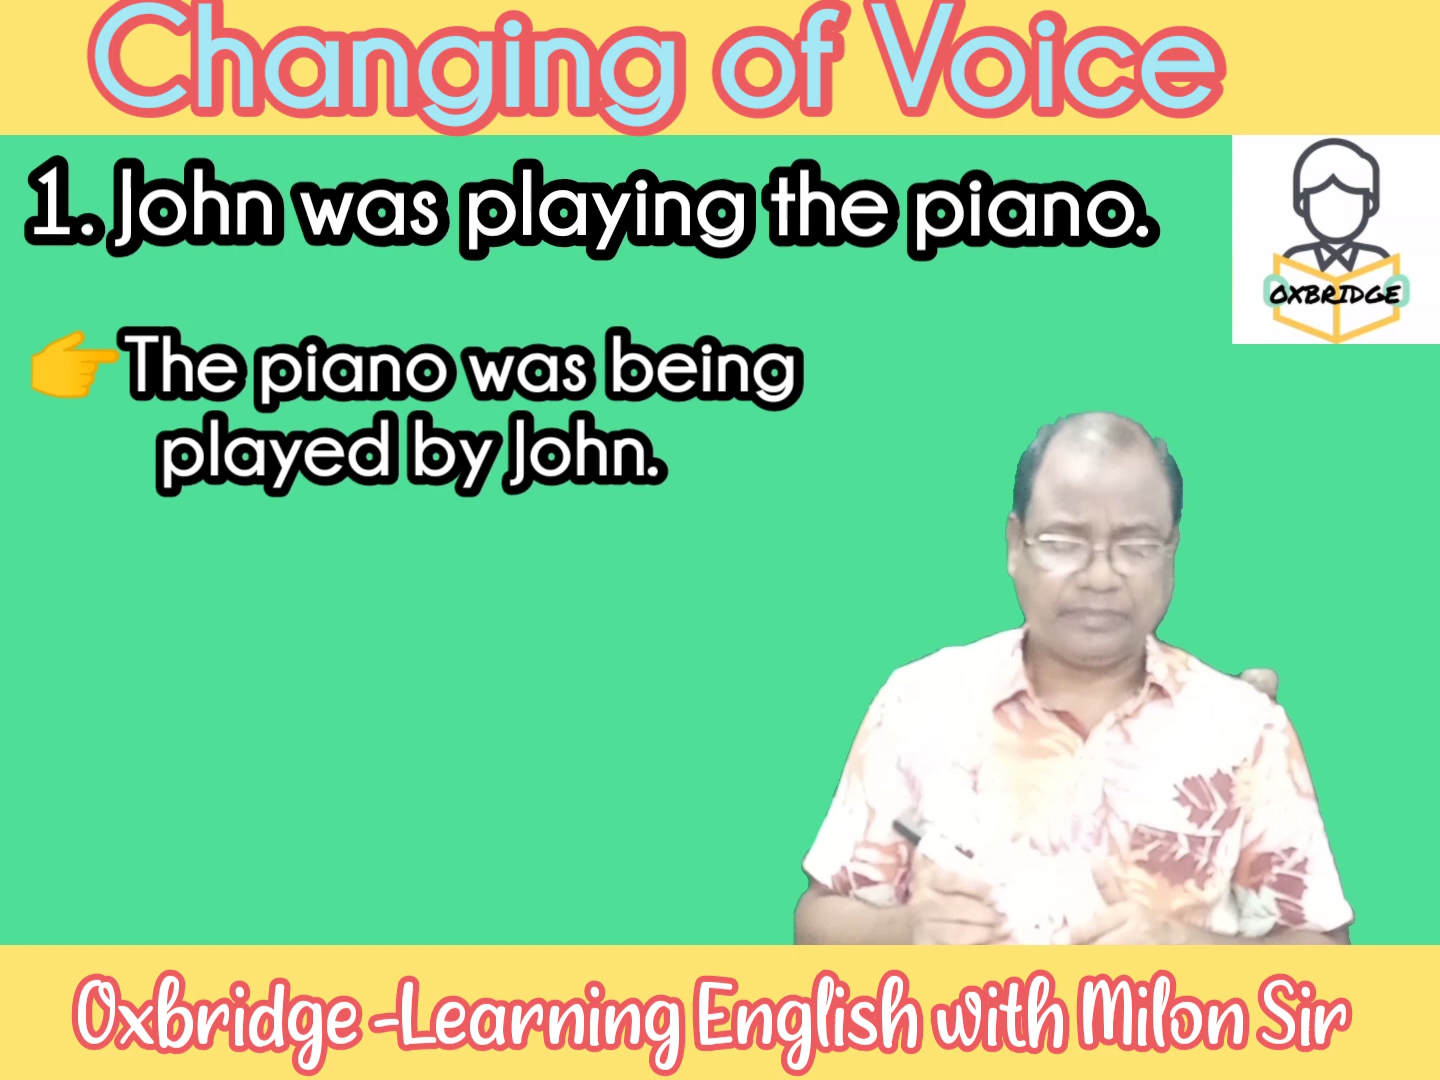 Changing of Voice
1. John was playing the piano.
OXBRIDGE
👉The piano was being
played by John.
Oxbridge -Learning English with Milon Sir